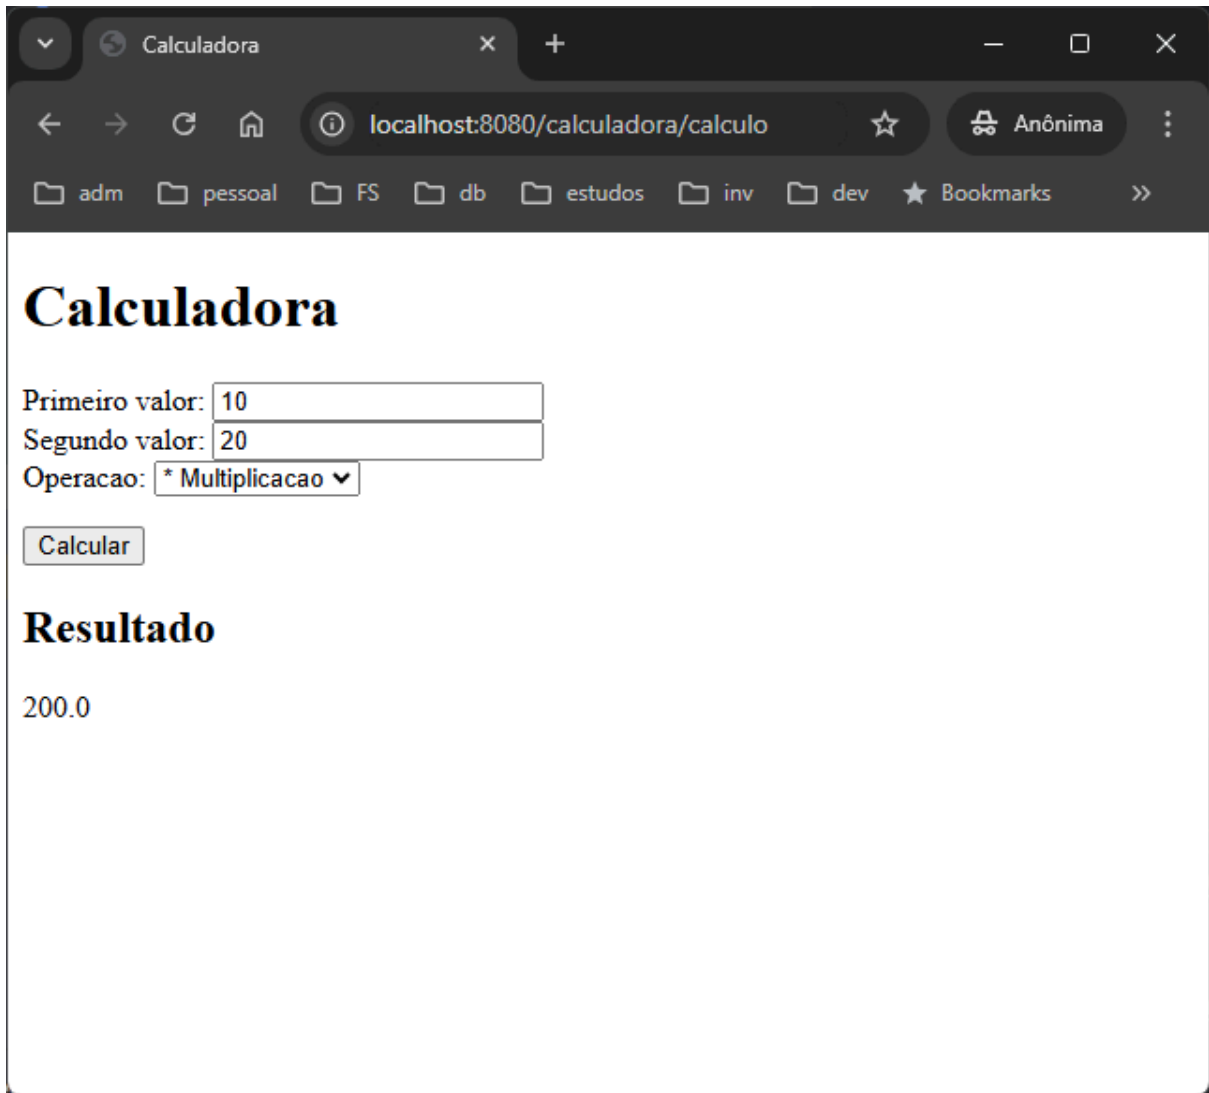 Calculadora
localhost:8080/calculadora/calculo
Anônima
adm pessoal FS db estudos inv dev Bookmarks
Calculadora
Primeiro valor: 10
Segundo valor: 20
Operacao: * Multiplicacao
Calcular
Resultado
200.0